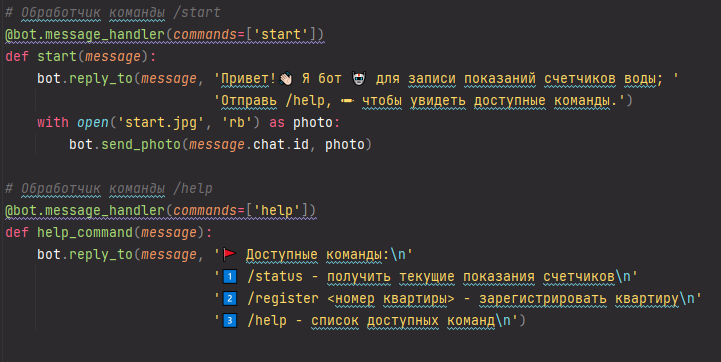 # Обработчик команды /start
@bot.message_handler(commands=['start'])
def start(message):
    bot.reply_to(message, 'Привет!👋🏻 Я бот 🤖 для записи показаний счетчиков воды; '
                          'Отправь /help, 🔫 чтобы увидеть доступные команды.')
    with open('start.jpg', 'rb') as photo:
        bot.send_photo(message.chat.id, photo)
# Обработчик команды /help
@bot.message_handler(commands=['help'])
def help_command(message):
    bot.reply_to(message, '🚩 Доступные команды:\n'
                          '1️⃣ /status - получить текущие показания счетчиков\n'
                          '2️⃣ /register <номер квартиры> - зарегистрировать квартиру\n'
                          '3️⃣ /help - список доступных команд\n')